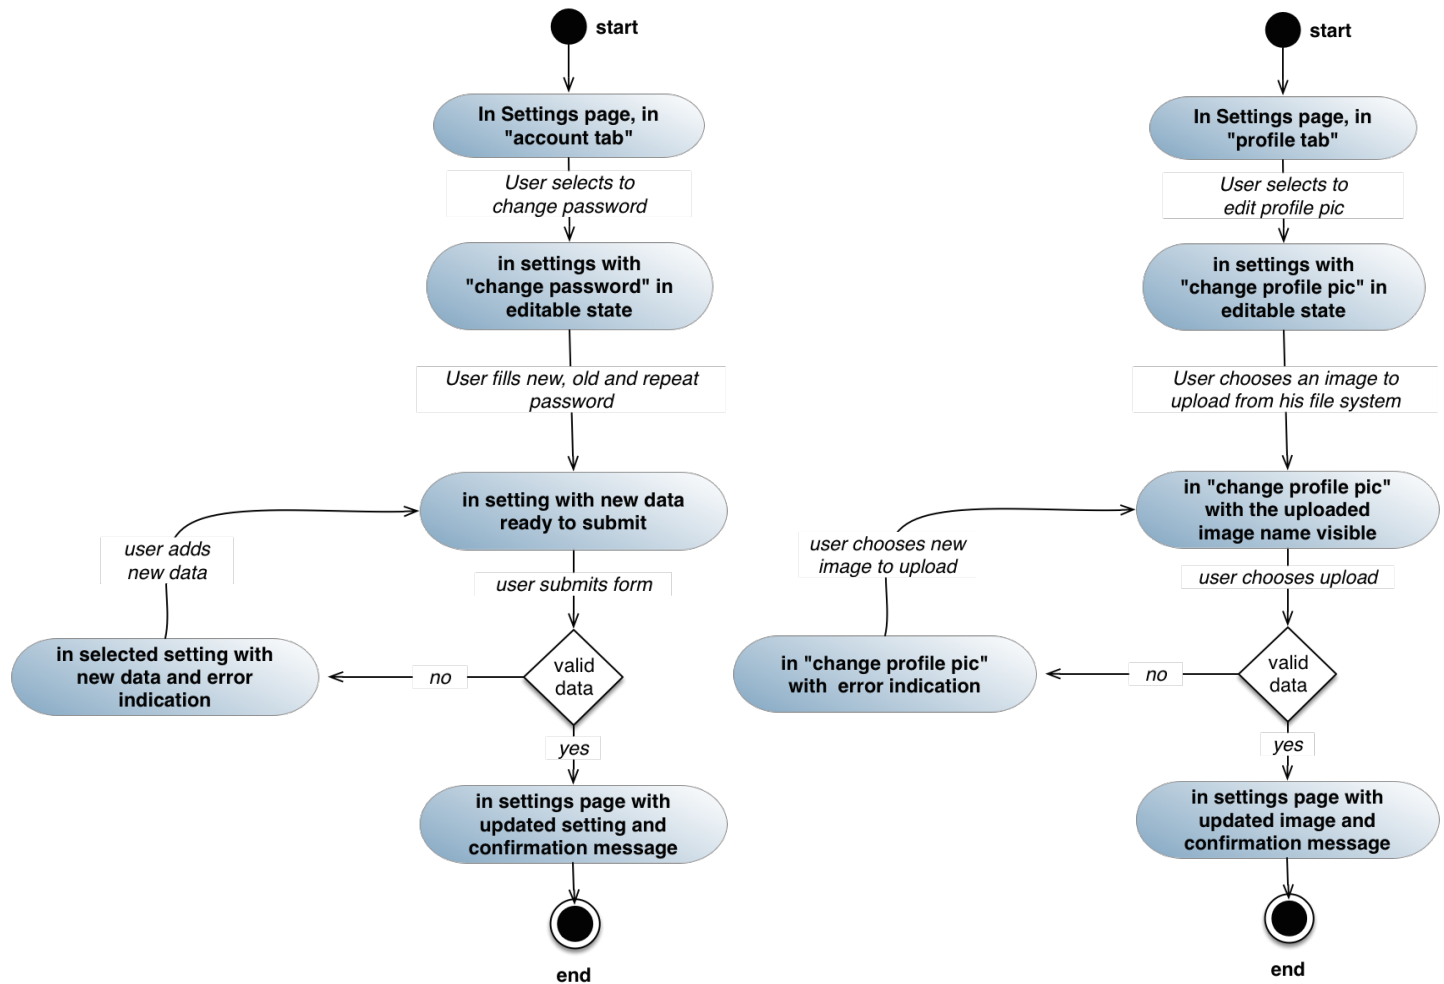 start
In Settings page, in
"account tab"
User selects to
change password
in settings with
"change password" in
editable state
User fills new, old and repeat
password
in setting with new data
ready to submit
user adds
new data
user submits form
in selected setting with
new data and error
indication
no
valid
data
yes
in settings page with
updated setting and
confirmation message
end
start
In Settings page, in
"profile tab"
User selects to
edit profile pic
in settings with
"change profile pic" in
editable state
User chooses an image to
upload from his file system
in "change profile pic"
with the uploaded
image name visible
user chooses new
image to upload
user chooses upload
in "change profile pic"
with error indication
no
valid
data
yes
in settings page with
updated image and
confirmation message
end